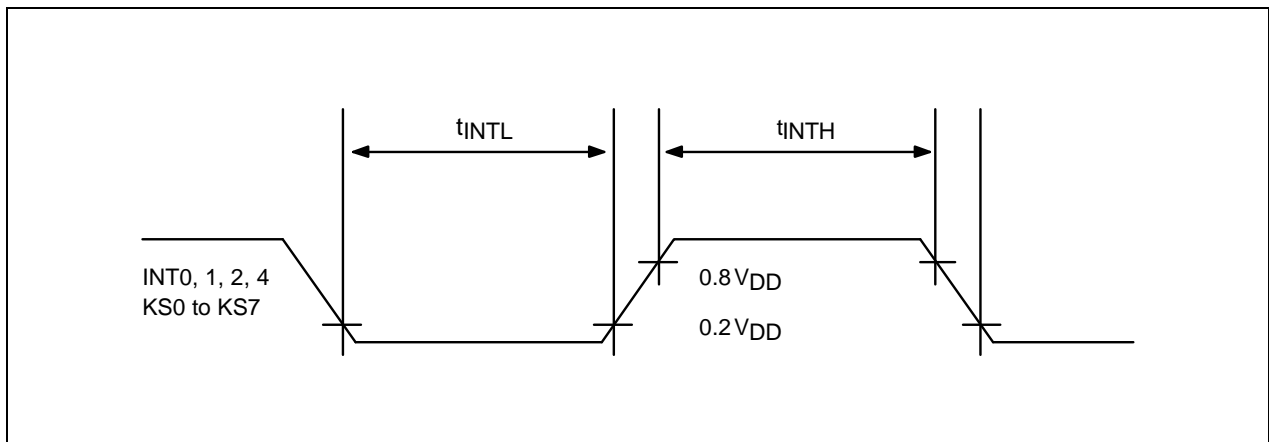 tINTL
tINTH
INT0, 1, 2, 4
KS0 to KS7
0.8 VDD
0.2 VDD